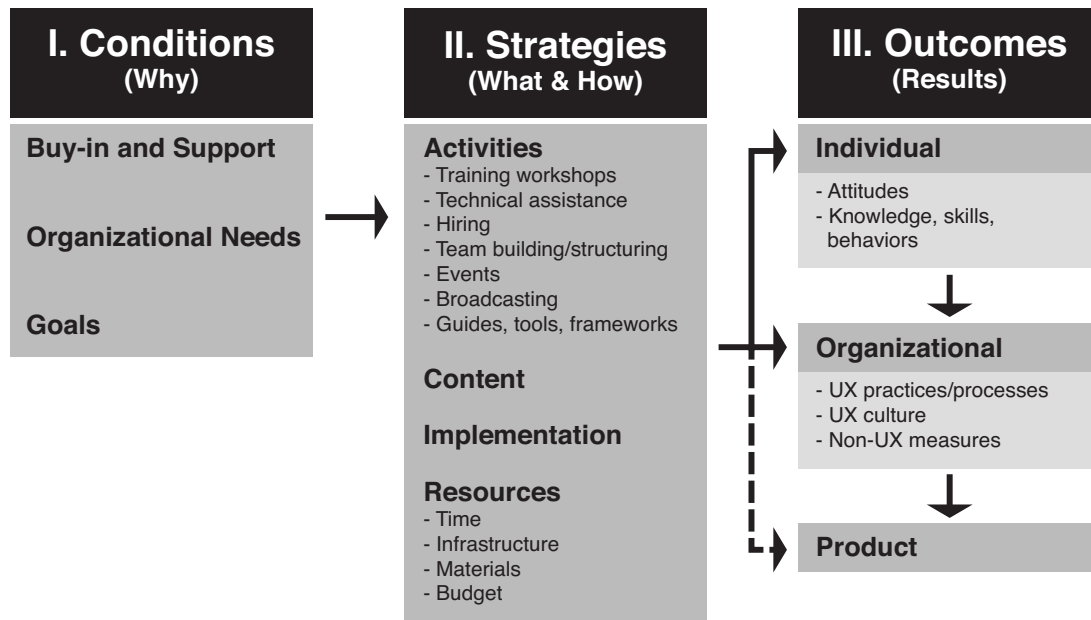 I. Conditions
(Why)
Buy-in and Support
Organizational Needs
Goals
II. Strategies
(What & How)
Activities
- Training workshops
- Technical assistance
- Hiring
- Team building/structuring
- Events
- Broadcasting
- Guides, tools, frameworks
Content
Implementation
Resources
- Time
- Infrastructure
- Materials
- Budget
III. Outcomes
(Results)
Individual
- Attitudes
- Knowledge, skills,
behaviors
Organizational
- UX practices/processes
- UX culture
- Non-UX measures
Product